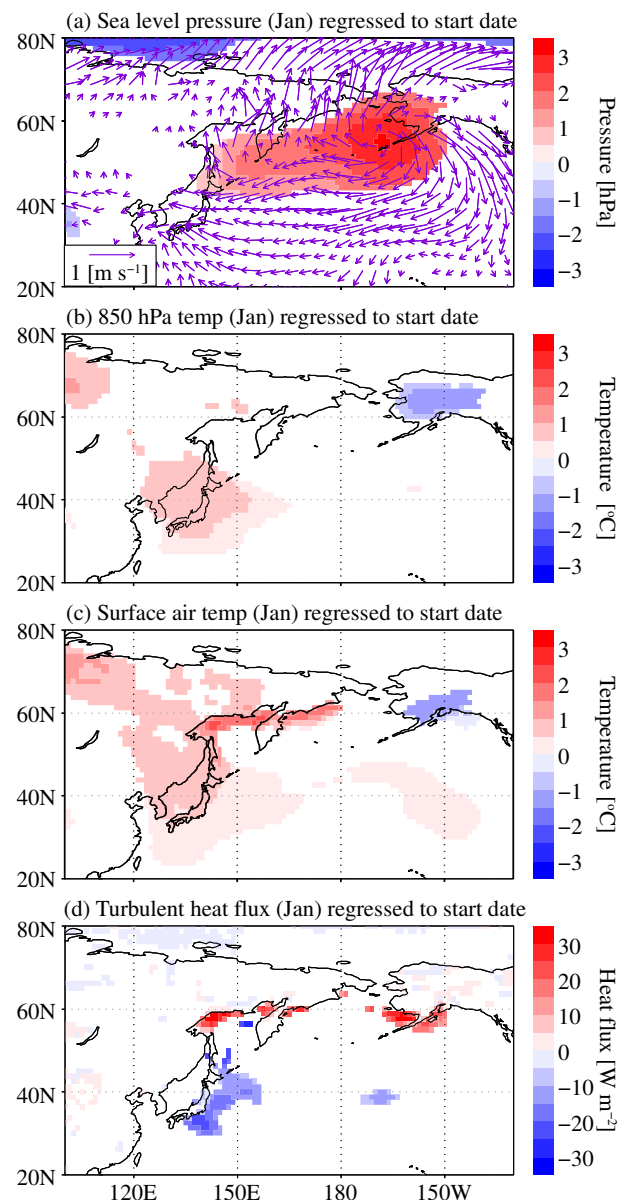 (a) Sea level pressure (Jan) regressed to start date
80N
60N
40N
20N
1 [m s⁻¹]
3
2
1
0
−1
−2
−3
Pressure [hPa]
(b) 850 hPa temp (Jan) regressed to start date
80N
60N
40N
20N
3
2
1
0
−1
−2
−3
Temperature [°C]
(c) Surface air temp (Jan) regressed to start date
80N
60N
40N
20N
3
2
1
0
−1
−2
−3
Temperature [°C]
(d) Turbulent heat flux (Jan) regressed to start date
80N
60N
40N
20N
120E 150E 180 150W
30
20
10
0
−10
−20
−30
Heat flux [W m⁻²]